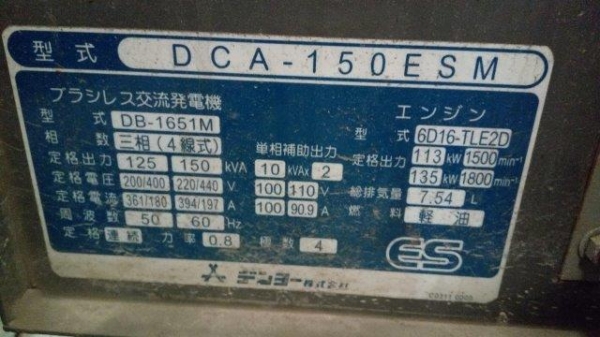 型式 DCA-150ESM
ブラシレス交流発電機
型式 DB-1651M
相数 三相(4線式)
定格出力 125 150 kVA
定格電圧 200/400 220/440 V
定格電流 361/180 394/197 A
周波数 50 60 Hz
定格 連続 力率 0.8 極数 4
単相補助出力
10 kVA× 2
100 110 V
100 90.9 A
エンジン
型式 6D16-TLE2D
定格出力 113 kW 1500 min⁻¹
135 kW 1800 min⁻¹
総排気量 7.54 L
燃料 軽油
ES
デンヨー株式会社